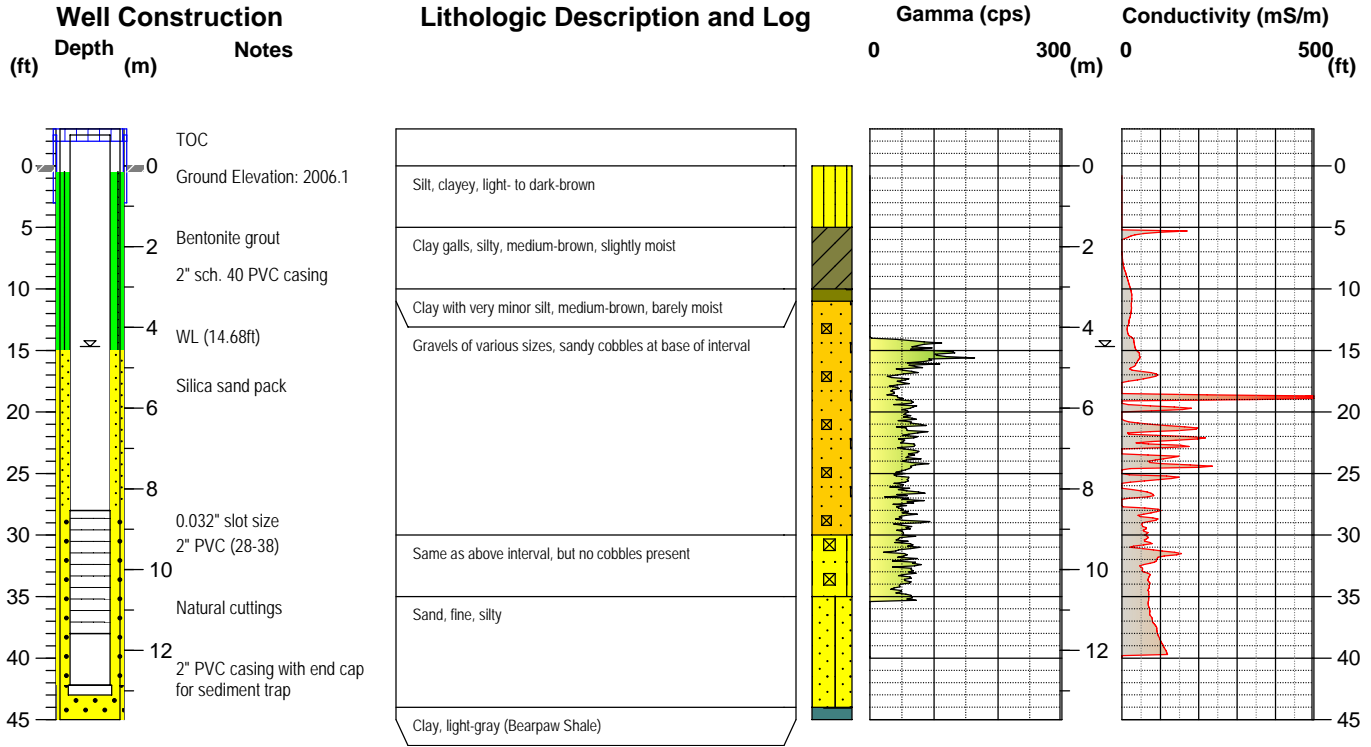 Well Construction
Lithologic Description and Log
Gamma (cps)
Conductivity (mS/m)
Depth
Notes
(ft)
(m)
0
300
(m)
0
500
(ft)
TOC
0
0
Ground Elevation: 2006.1
Silt, clayey, light- to dark-brown
0
0
5
Bentonite grout
Clay galls, silty, medium-brown, slightly moist
5
2
2" sch. 40 PVC casing
2
10
Clay with very minor silt, medium-brown, barely moist
10
4
WL (14.68ft)
Gravels of various sizes, sandy cobbles at base of interval
4
15
15
Silica sand pack
6
6
20
20
25
25
8
8
0.032" slot size
30
2" PVC (28-38)
Same as above interval, but no cobbles present
30
10
10
35
Natural cuttings
Sand, fine, silty
35
12
12
40
2" PVC casing with end cap
for sediment trap
40
45
Clay, light-gray (Bearpaw Shale)
45